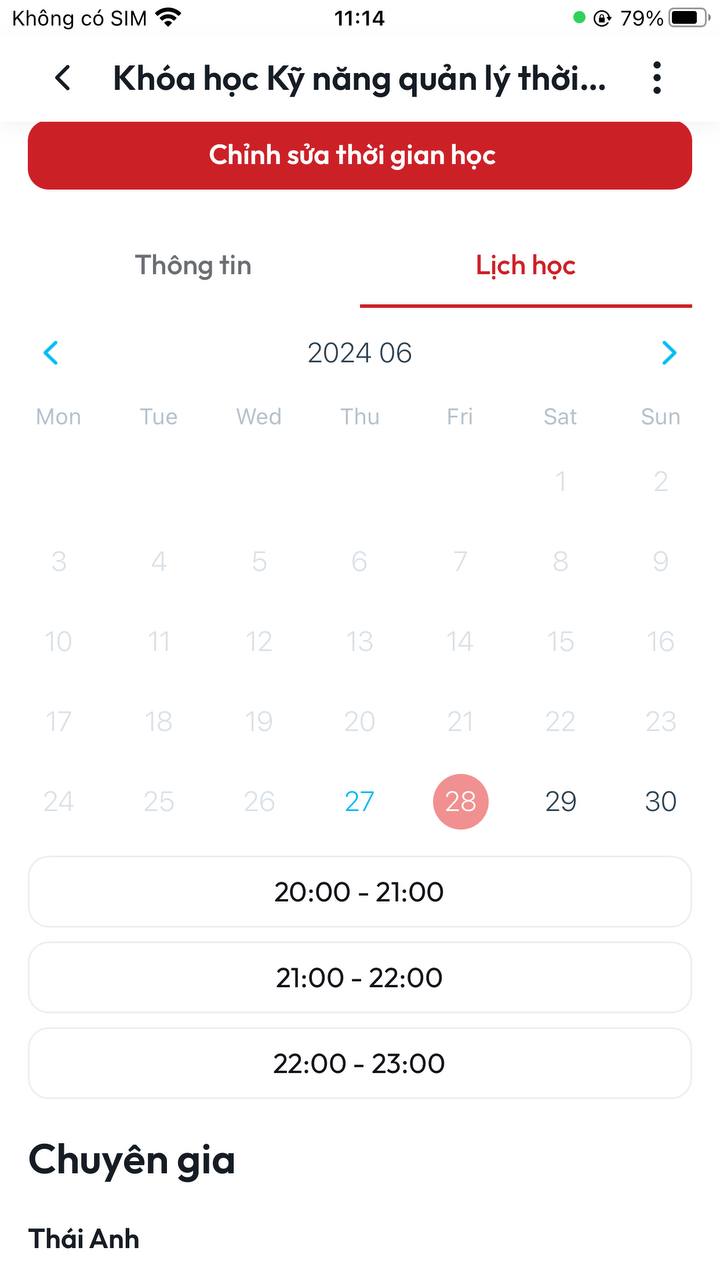 Không có SIM 11:14 79%
Khóa học Kỹ năng quản lý thời...
Chỉnh sửa thời gian học
Thông tin Lịch học
2024 06
Mon Tue Wed Thu Fri Sat Sun
1 2
3 4 5 6 7 8 9
10 11 12 13 14 15 16
17 18 19 20 21 22 23
24 25 26 27 28 29 30
20:00 - 21:00
21:00 - 22:00
22:00 - 23:00
Chuyên gia
Thái Anh